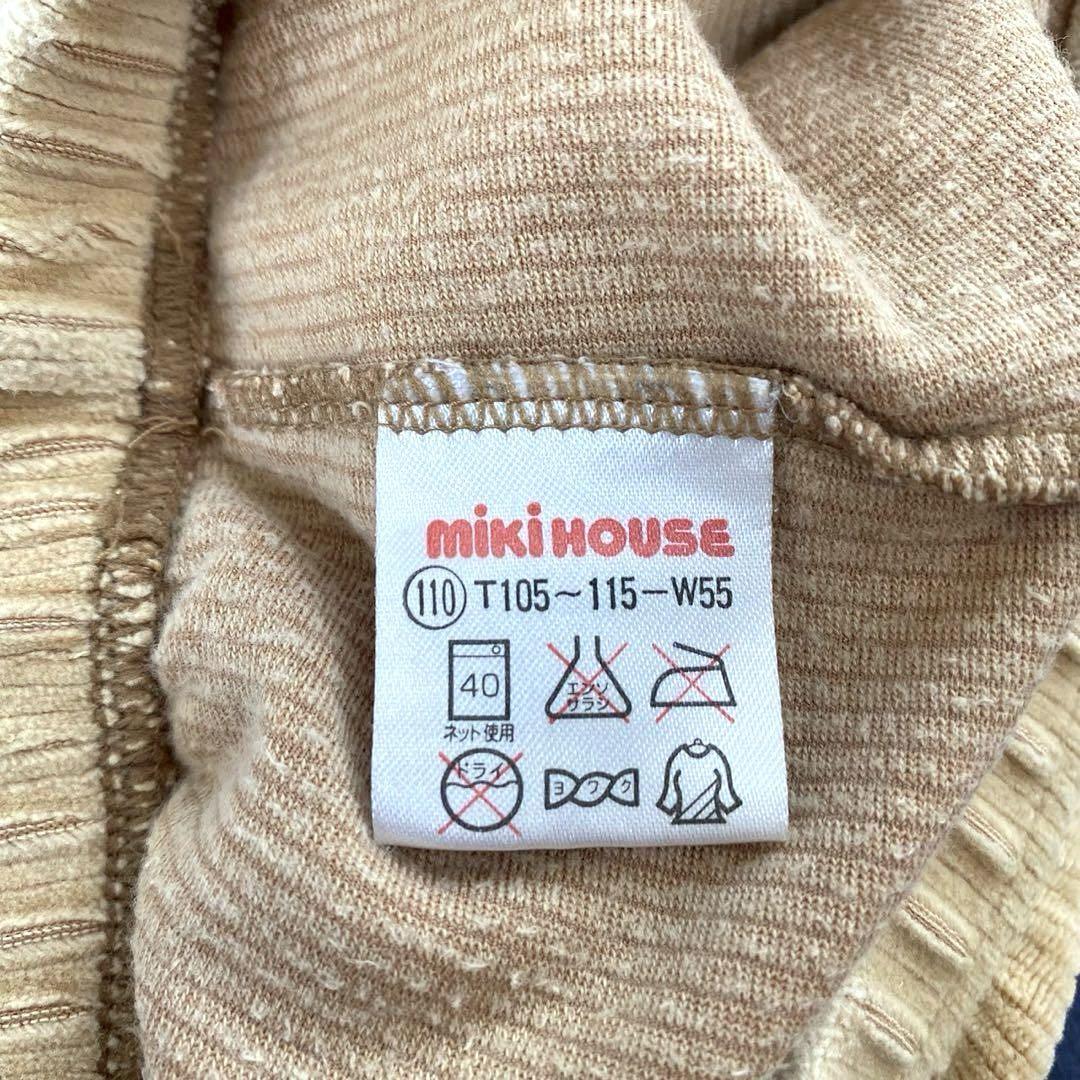 miki HOUSE
110 T105～115－W55
40
エンソ
サラシ
ネット使用
ドライ
ヨワク